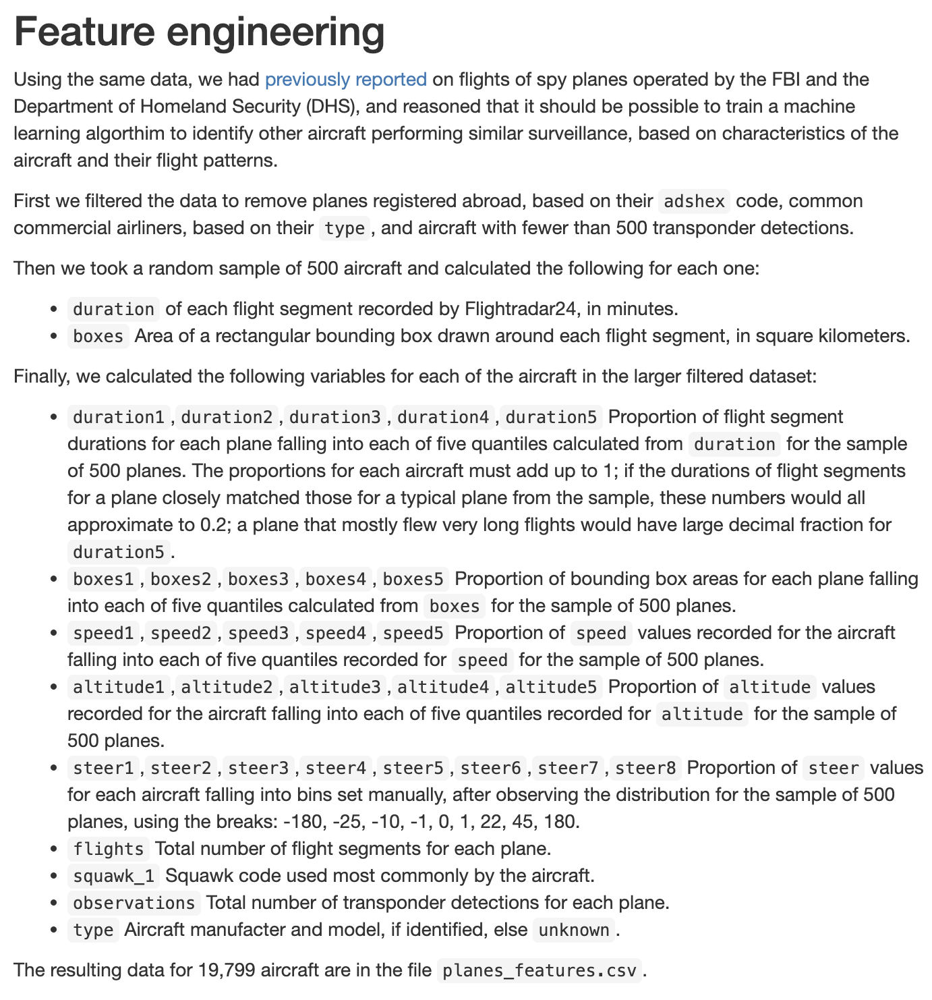 Feature engineering
Using the same data, we had previously reported on flights of spy planes operated by the FBI and the
Department of Homeland Security (DHS), and reasoned that it should be possible to train a machine
learning algorthim to identify other aircraft performing similar surveillance, based on characteristics of the
aircraft and their flight patterns.
First we filtered the data to remove planes registered abroad, based on their adshex code, common
commercial airliners, based on their type, and aircraft with fewer than 500 transponder detections.
Then we took a random sample of 500 aircraft and calculated the following for each one:
• duration of each flight segment recorded by Flightradar24, in minutes.
• boxes Area of a rectangular bounding box drawn around each flight segment, in square kilometers.
Finally, we calculated the following variables for each of the aircraft in the larger filtered dataset:
• duration1,duration2,duration3,duration4,duration5 Proportion of flight segment
durations for each plane falling into each of five quantiles calculated from duration for the sample
of 500 planes. The proportions for each aircraft must add up to 1; if the durations of flight segments
for a plane closely matched those for a typical plane from the sample, these numbers would all
approximate to 0.2; a plane that mostly flew very long flights would have large decimal fraction for
duration5.
• boxes1,boxes2,boxes3,boxes4,boxes5 Proportion of bounding box areas for each plane falling
into each of five quantiles calculated from boxes for the sample of 500 planes.
• speed1,speed2,speed3,speed4,speed5 Proportion of speed values recorded for the aircraft
falling into each of five quantiles recorded for speed for the sample of 500 planes.
• altitude1,altitude2,altitude3,altitude4,altitude5 Proportion of altitude values
recorded for the aircraft falling into each of five quantiles recorded for altitude for the sample of
500 planes.
• steer1,steer2,steer3,steer4,steer5,steer6,steer7,steer8 Proportion of steer values
for each aircraft falling into bins set manually, after observing the distribution for the sample of 500
planes, using the breaks: -180, -25, -10, -1, 0, 1, 22, 45, 180.
• flights Total number of flight segments for each plane.
• squawk_1 Squawk code used most commonly by the aircraft.
• observations Total number of transponder detections for each plane.
• type Aircraft manufacter and model, if identified, else unknown.
The resulting data for 19,799 aircraft are in the file planes_features.csv.